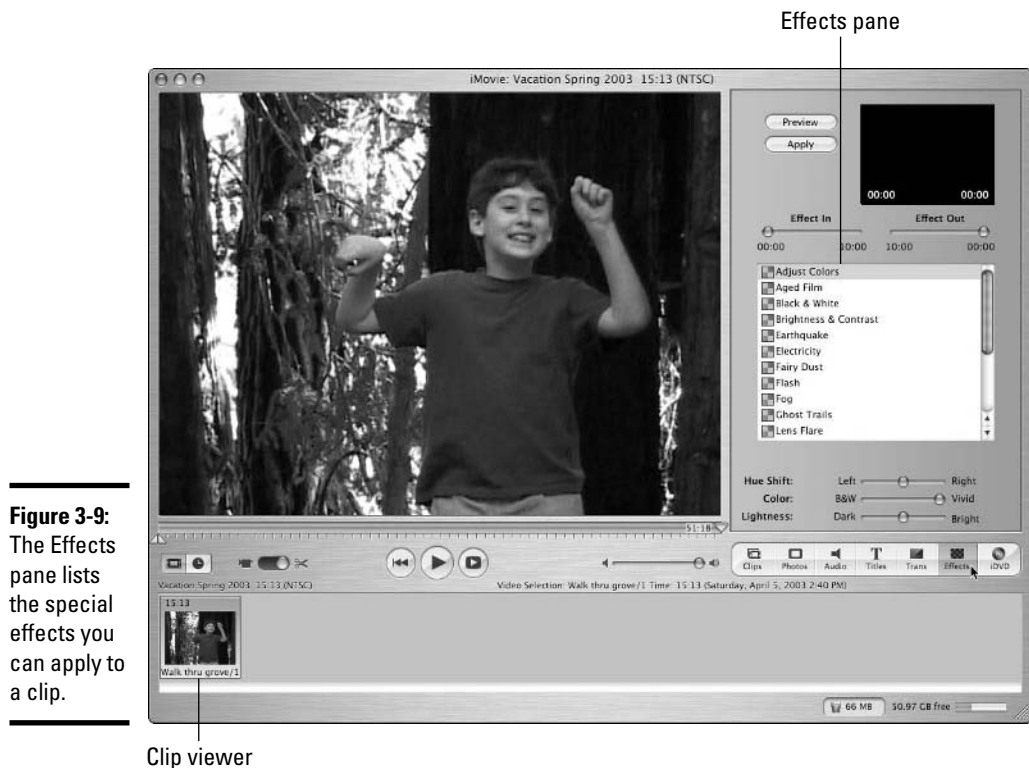 Effects pane
iMovie: Vacation Spring 2003 15:13 (NTSC)
Preview
Apply
00:00 00:00
Effect In Effect Out
00:00 10:00 10:00 00:00
Adjust Colors
Aged Film
Black & White
Brightness & Contrast
Earthquake
Electricity
Fairy Dust
Flash
Fog
Ghost Trails
Lens Flare
Hue Shift: Left Right
Color: B&W Vivid
Lightness: Dark Bright
51:18
Clips Photos Audio Titles Trans Effects iDVD
Vacation Spring 2003 15:13 (NTSC) Video Selection: Walk thru grove/1 Time: 15:13 (Saturday, April 5, 2003 2:40 PM)
15:13
Walk thru grove/1
66 MB 50.97 GB free
Clip viewer
Figure 3-9:
The Effects
pane lists
the special
effects you
can apply to
a clip.